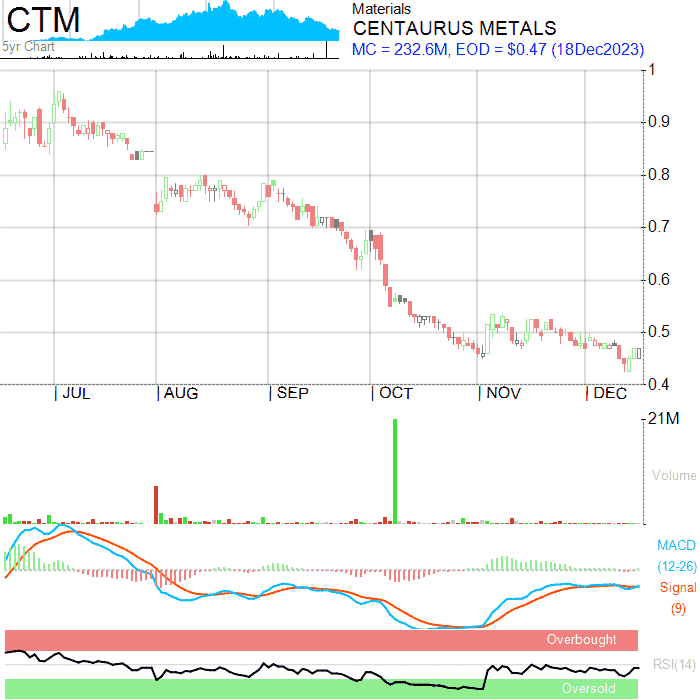 CTM
5yr Chart
Materials
CENTAURUS METALS
MC = 232.6M, EOD = $0.47 (18Dec2023)
1
0.9
0.8
0.7
0.6
0.5
0.4
JUL AUG SEP OCT NOV DEC
21M
Volume
MACD
(12-26)
Signal
(9)
Overbought
RSI(14)
Oversold